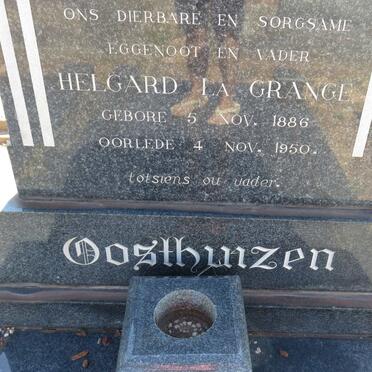 ONS DIERBARE EN SORGSAME
EGGENOOT EN VADER
HELGARD LA GRANGE
GEBORE 5 NOV. 1886
OORLEDE 4 NOV. 1950.
totsiens ou vader.
Oosthuizen